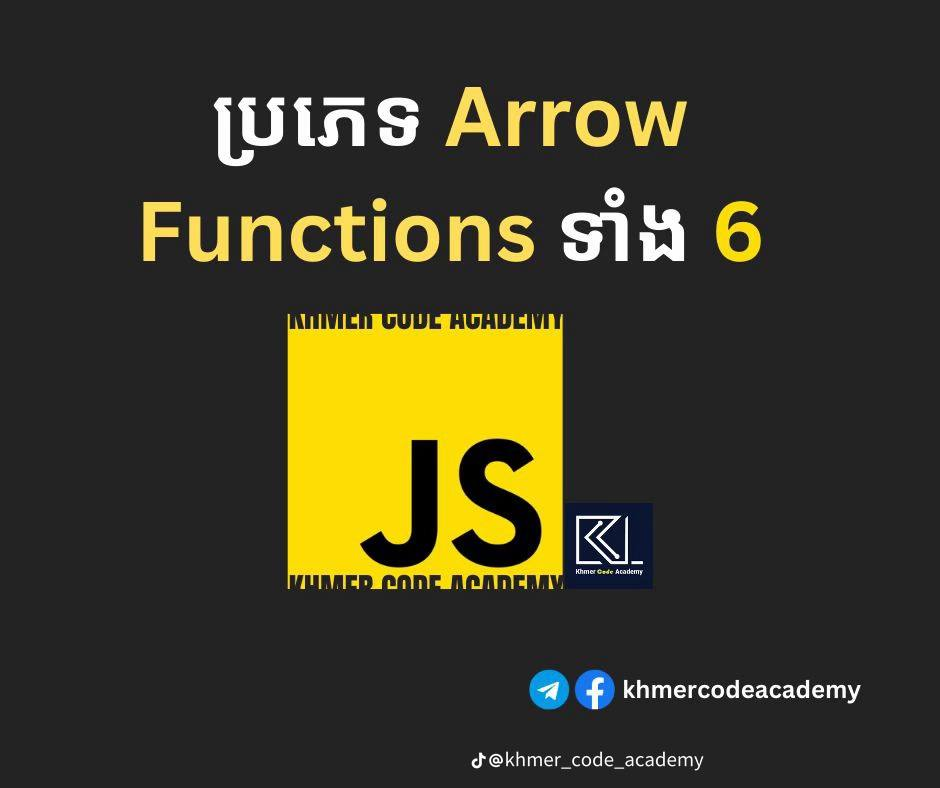 ប្រភេទ Arrow
Functions ទាំង 6
KHMER CODE ACADEMY
JS
KHMER CODE ACADEMY
Khmer Code Academy
khmercodeacademy
@khmer_code_academy